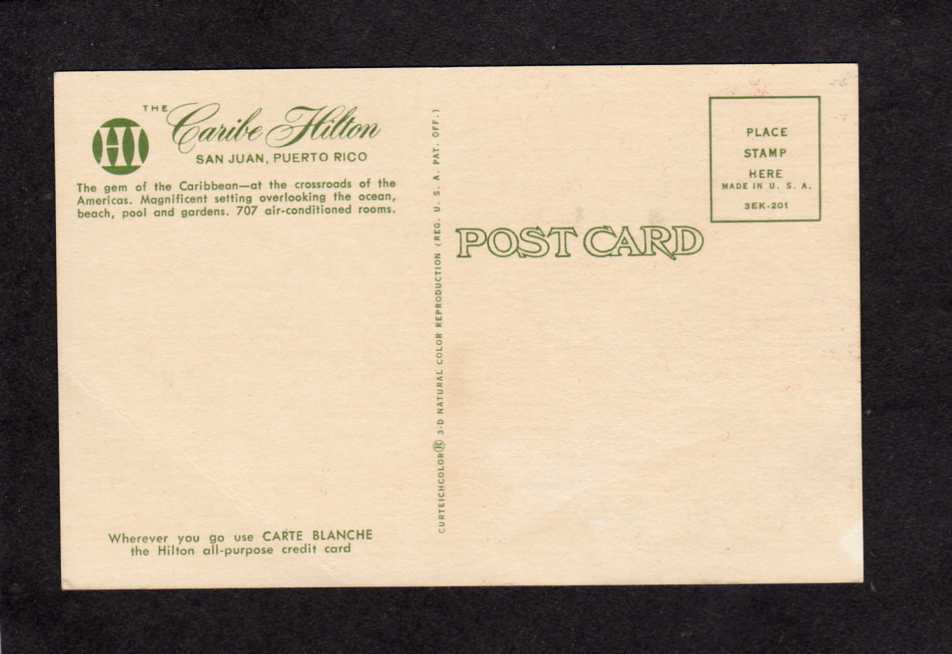 THE
Caribe Hilton
HI
SAN JUAN, PUERTO RICO
The gem of the Caribbean—at the crossroads of the
Americas. Magnificent setting overlooking the ocean,
beach, pool and gardens. 707 air-conditioned rooms.
Wherever you go use CARTE BLANCHE
the Hilton all-purpose credit card
CURTEICHCOLOR® 3-D NATURAL COLOR REPRODUCTION (REG. U. S. A. PAT. OFF.)
POST CARD
PLACE
STAMP
HERE
MADE IN U. S. A.
3EK-201